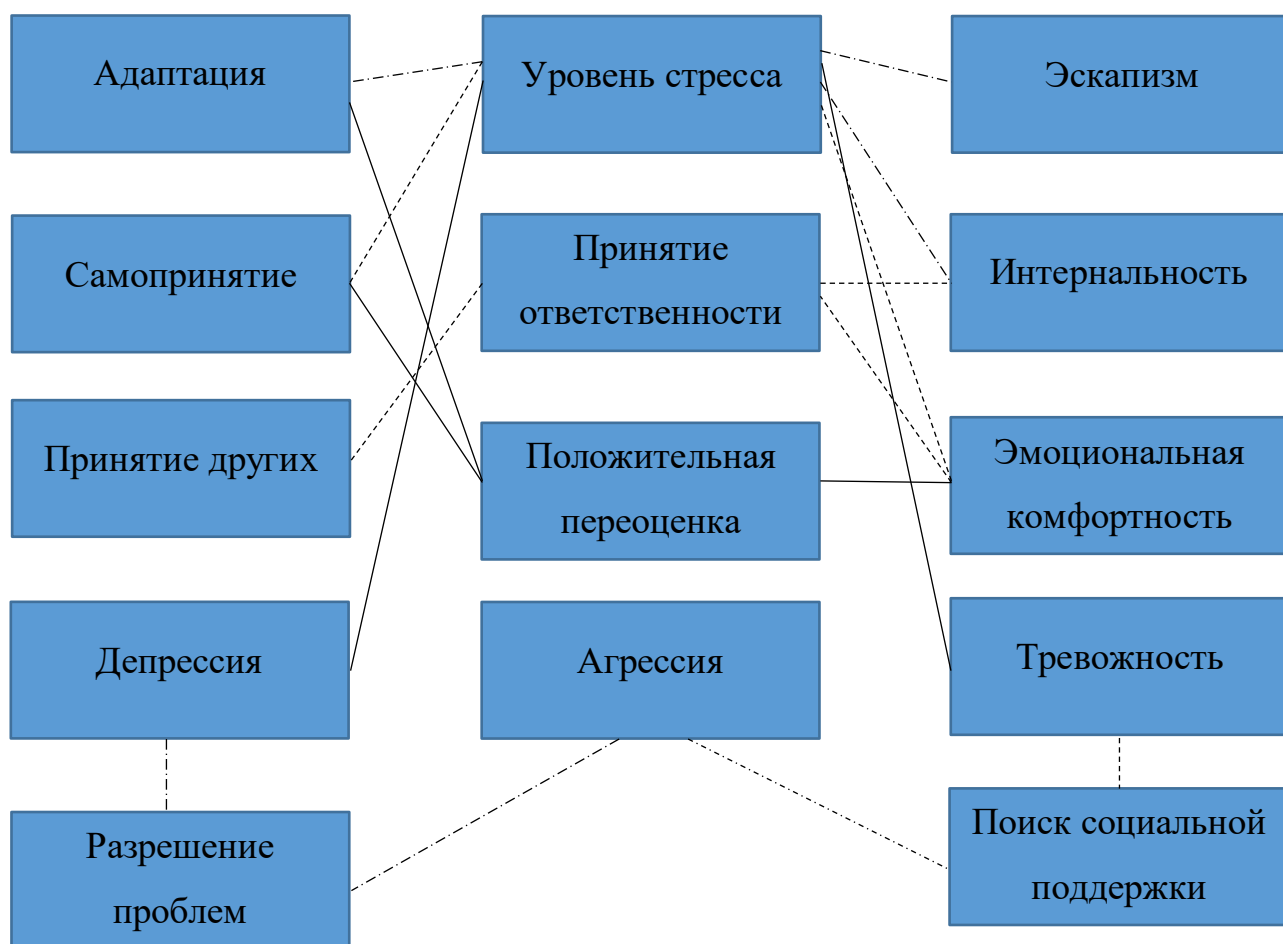 Адаптация
Уровень стресса
Эскапизм
Самопринятие
Принятие
ответственности
Интернальность
Принятие других
Положительная
переоценка
Эмоциональная
комфортность
Депрессия
Агрессия
Тревожность
Разрешение
проблем
Поиск социальной
поддержки